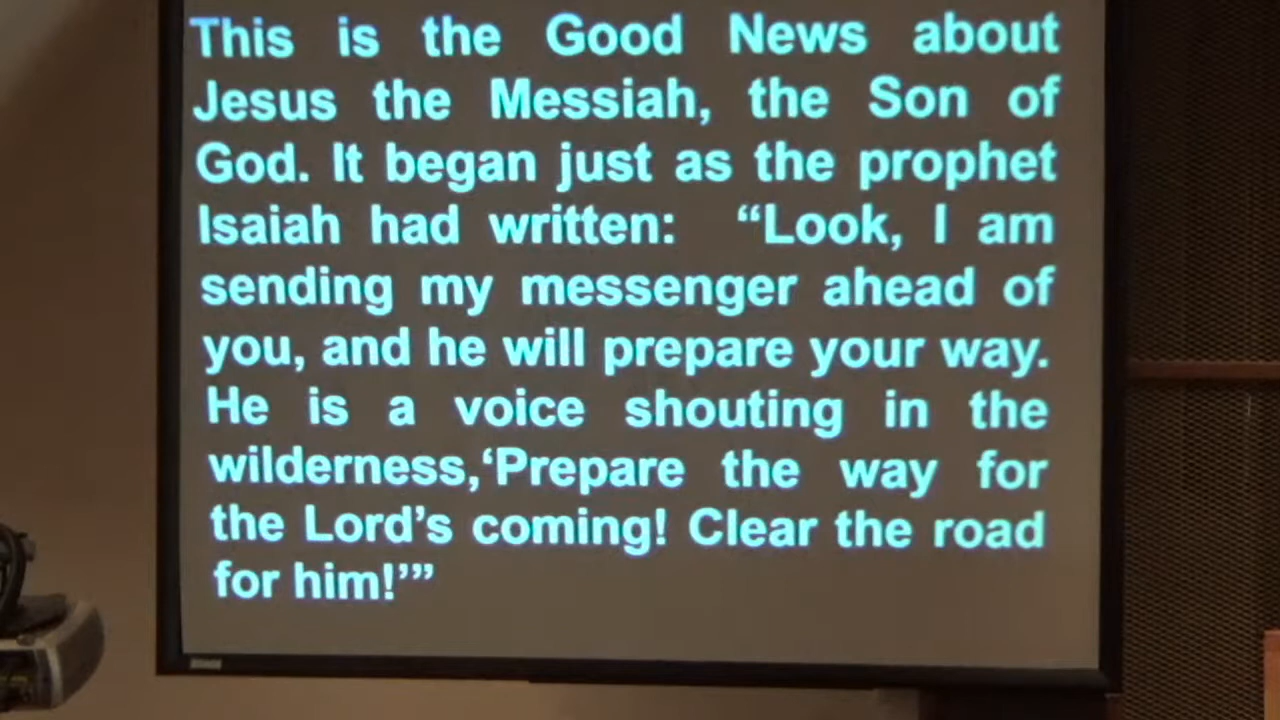 This is the Good News about
Jesus the Messiah, the Son of
God. It began just as the prophet
Isaiah had written: “Look, I am
sending my messenger ahead of
you, and he will prepare your way.
He is a voice shouting in the
wilderness,‘Prepare the way for
the Lord’s coming! Clear the road
for him!’”